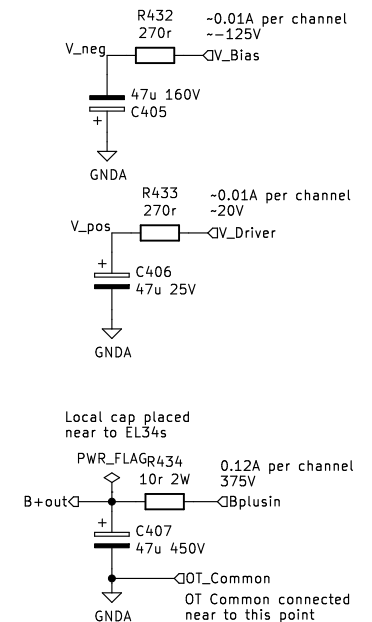 R432
270r
~0.01A per channel
~-125V
V_neg
V_Bias
47u 160V
C405
+
GNDA
R433
270r
~0.01A per channel
~20V
V_pos
V_Driver
+
C406
47u 25V
GNDA
Local cap placed
near to EL34s
PWR_FLAG
R434
10r 2W
0.12A per channel
375V
B+out
Bplusin
+
C407
47u 450V
OT_Common
GNDA
OT Common connected
near to this point